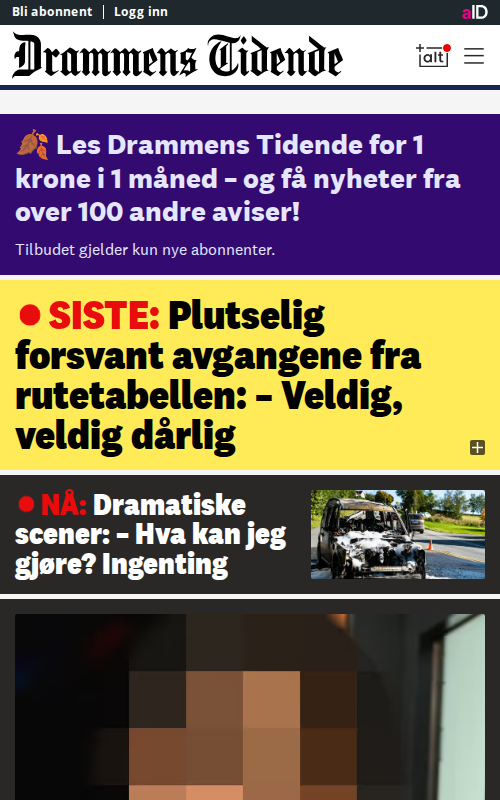 Bli abonnent
Logg inn
aID
Drammens Tidende
+alt
🍂 Les Drammens Tidende for 1
krone i 1 måned – og få nyheter fra
over 100 andre aviser!
Tilbudet gjelder kun nye abonnenter.
SISTE: Plutselig
forsvant avgangene fra
rutetabellen: – Veldig,
veldig dårlig
NÅ: Dramatiske
scener: – Hva kan jeg
gjøre? Ingenting